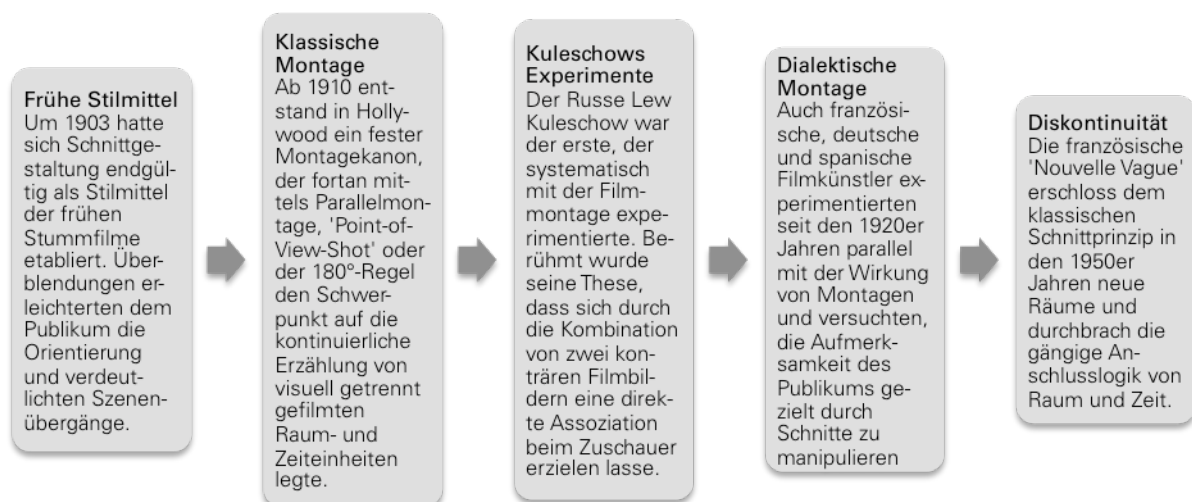 Frühe Stilmittel
Um 1903 hatte
sich Schnittge-
staltung endgül-
tig als Stilmittel
der frühen
Stummfilme
etabliert. Über-
blendungen er-
leichterten dem
Publikum die
Orientierung
und verdeut-
lichten Szenen-
übergänge.
Klassische
Montage
Ab 1910 ent-
stand in Holly-
wood ein fester
Montagekanon,
der fortan mit-
tels Parallelmon-
tage, 'Point-of-
View-Shot' oder
der 180°-Regel
den Schwer-
punkt auf die
kontinuierliche
Erzählung von
visuell getrennt
gefilmten
Raum- und
Zeiteinheiten
legte.
Kuleschows
Experimente
Der Russe Lew
Kuleschow war
der erste, der
systematisch
mit der Film-
montage expe-
rimentierte. Be-
rühmt wurde
seine These,
dass sich durch
die Kombination
von zwei kon-
trären Filmbil-
dern eine direk-
te Assoziation
beim Zuschauer
erzielen lasse.
Dialektische
Montage
Auch französi-
sche, deutsche
und spanische
Filmkünstler ex-
perimentierten
seit den 1920er
Jahren parallel
mit der Wirkung
von Montagen
und versuchten,
die Aufmerk-
samkeit des
Publikums ge-
zielt durch
Schnitte zu
manipulieren
Diskontinuität
Die französische
'Nouvelle Vague'
erschloss dem
klassischen
Schnittprinzip in
den 1950er
Jahren neue
Räume und
durchbrach die
gängige An-
schlusslogik von
Raum und Zeit.